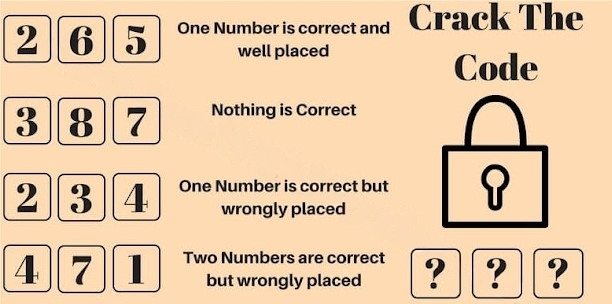 Crack The
Code
2 6 5
One Number is correct and
well placed
3 8 7
Nothing is Correct
2 3 4
One Number is correct but
wrongly placed
4 7 1
Two Numbers are correct
but wrongly placed
? ? ?